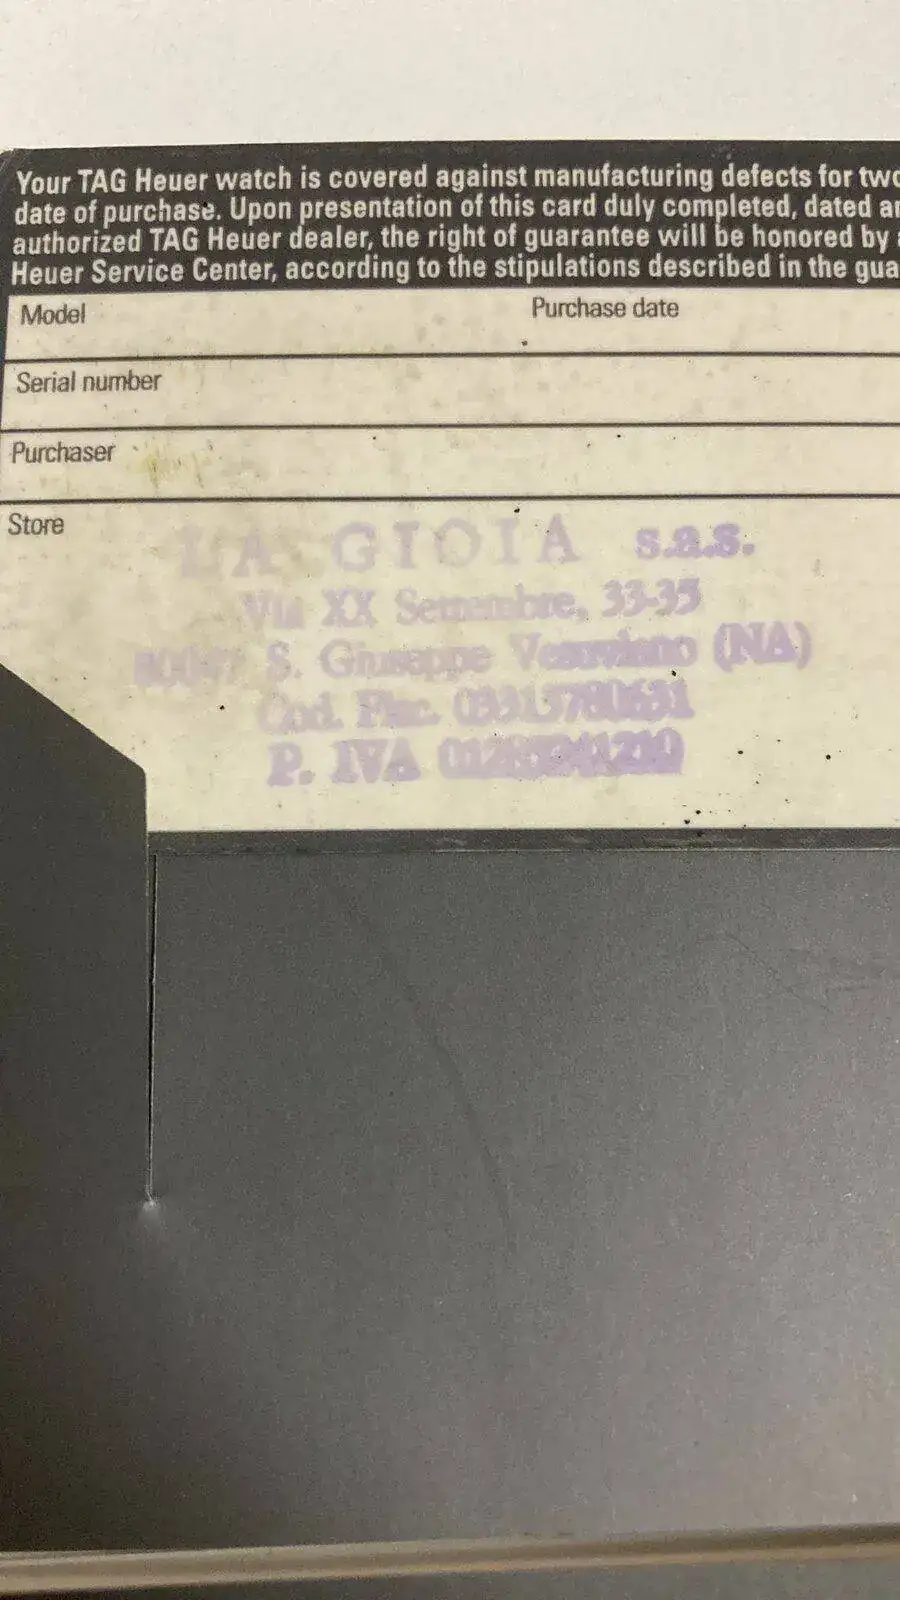 Your TAG Heuer watch is covered against manufacturing defects for two
date of purchase. Upon presentation of this card duly completed, dated
authorized TAG Heuer dealer, the right of guarantee will be honored by
Heuer Service Center, according to the stipulations described in the
Model Purchase date
Serial number
Purchaser
Store
LA GIOIA s.a.s.
Via XX Settembre, 33-35
S. Giuseppe Vesuviano (NA)
Cod. Fisc.
P. IVA